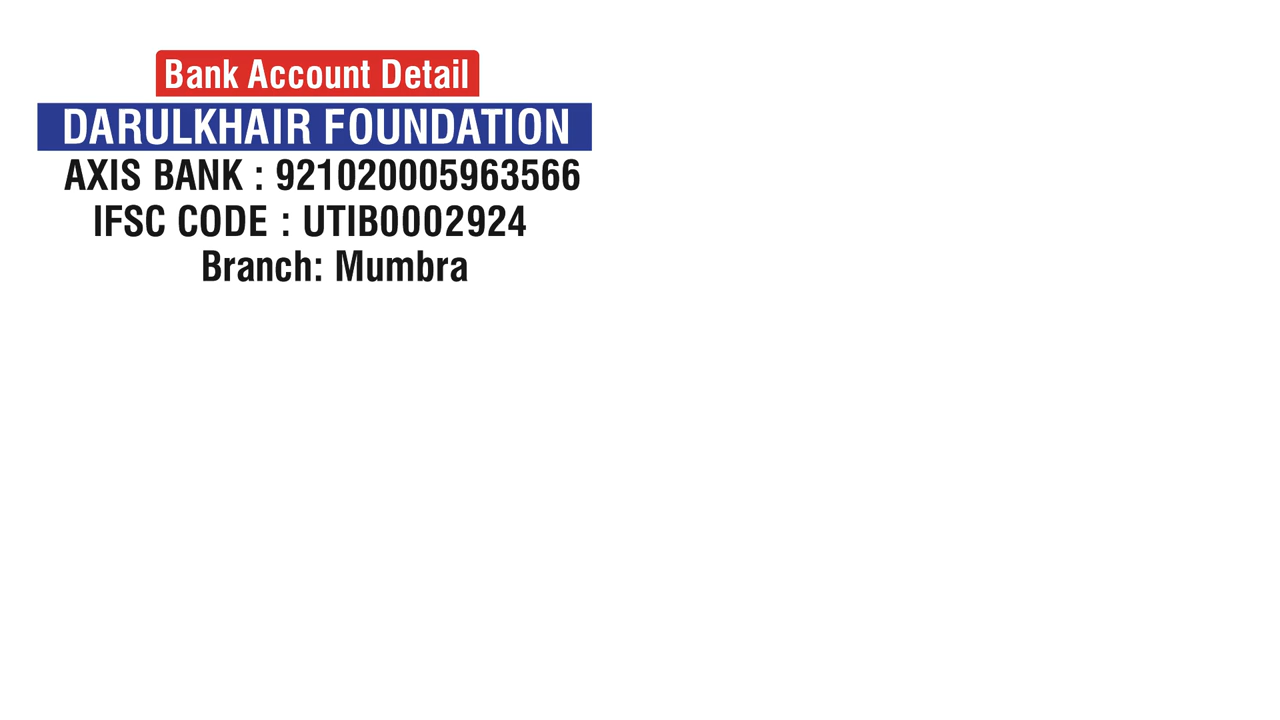 Bank Account Detail
DARULKHAIR FOUNDATION
AXIS BANK : 921020005963566
IFSC CODE : UTIB0002924
Branch: Mumbra